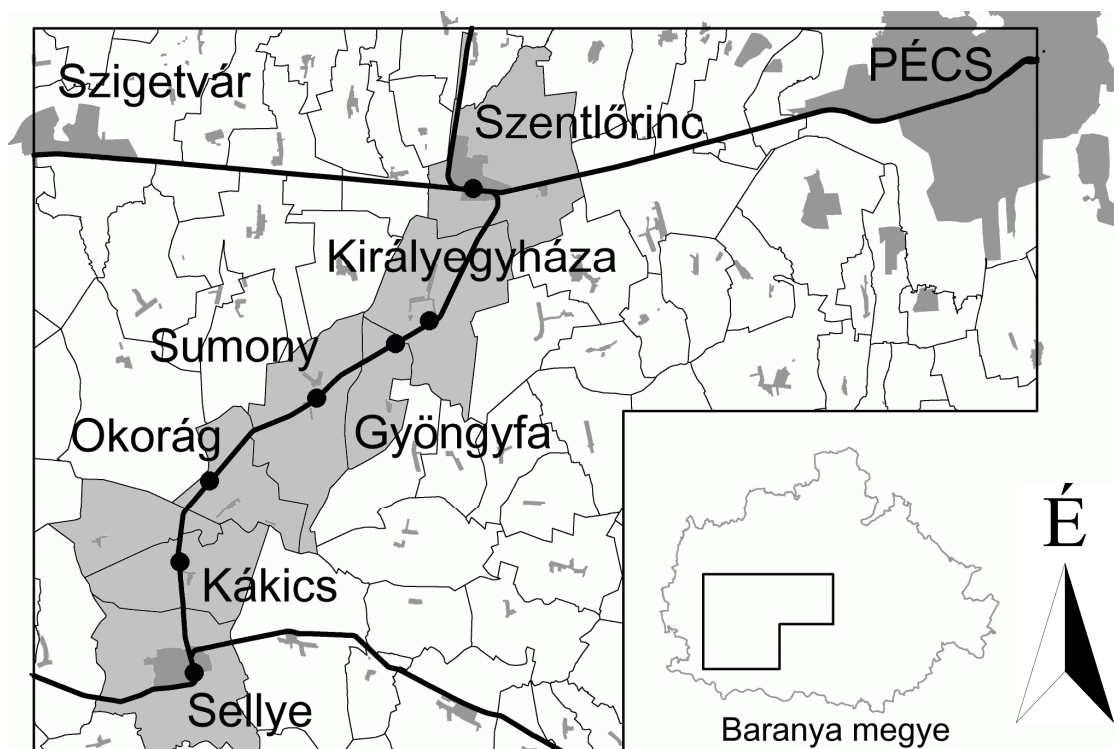 PÉCS
Szigetvár
Szentlőrinc
Királyegyháza
Sumony
Okorág
Gyöngyfa
É
Kákics
Sellye
Baranya megye